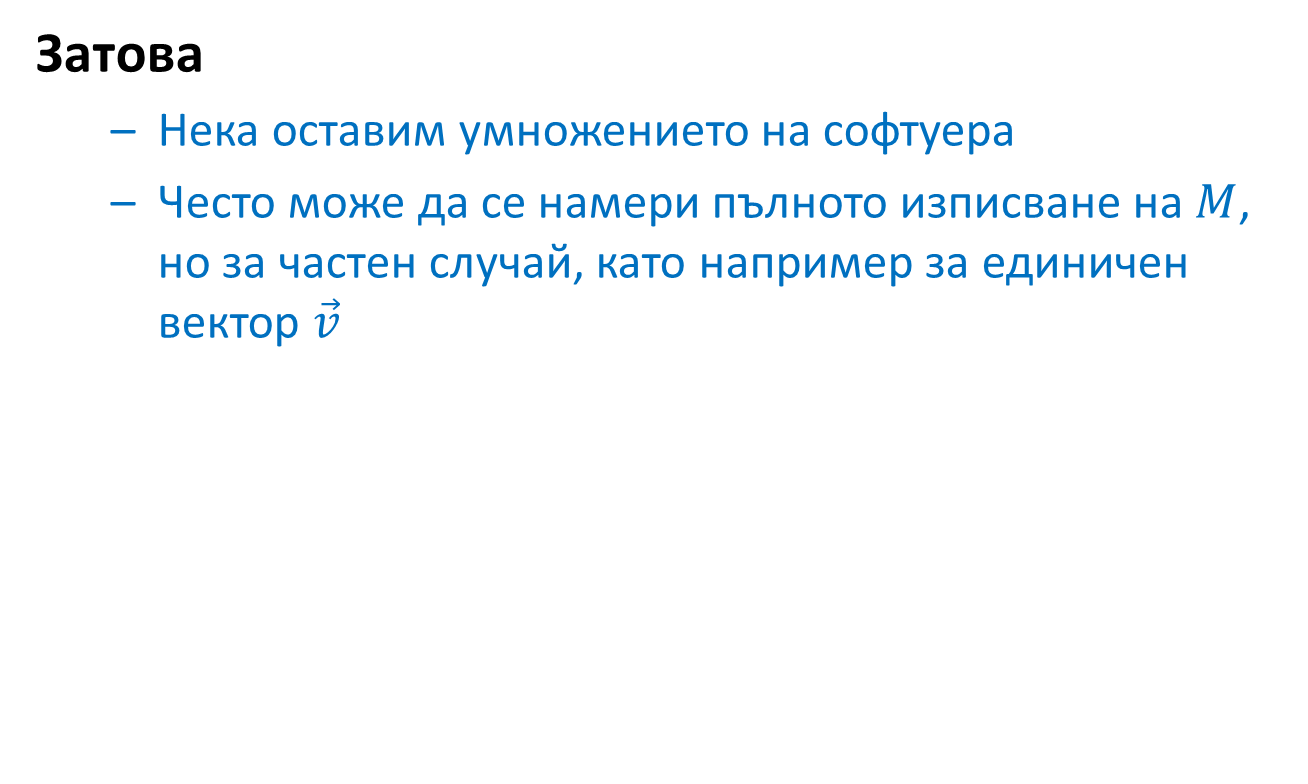 Затова
– Нека оставим умножението на софтуера
– Често може да се намери пълното изписване на 𝑀,
но за частен случай, като например за единичен
вектор 𝑣⃗